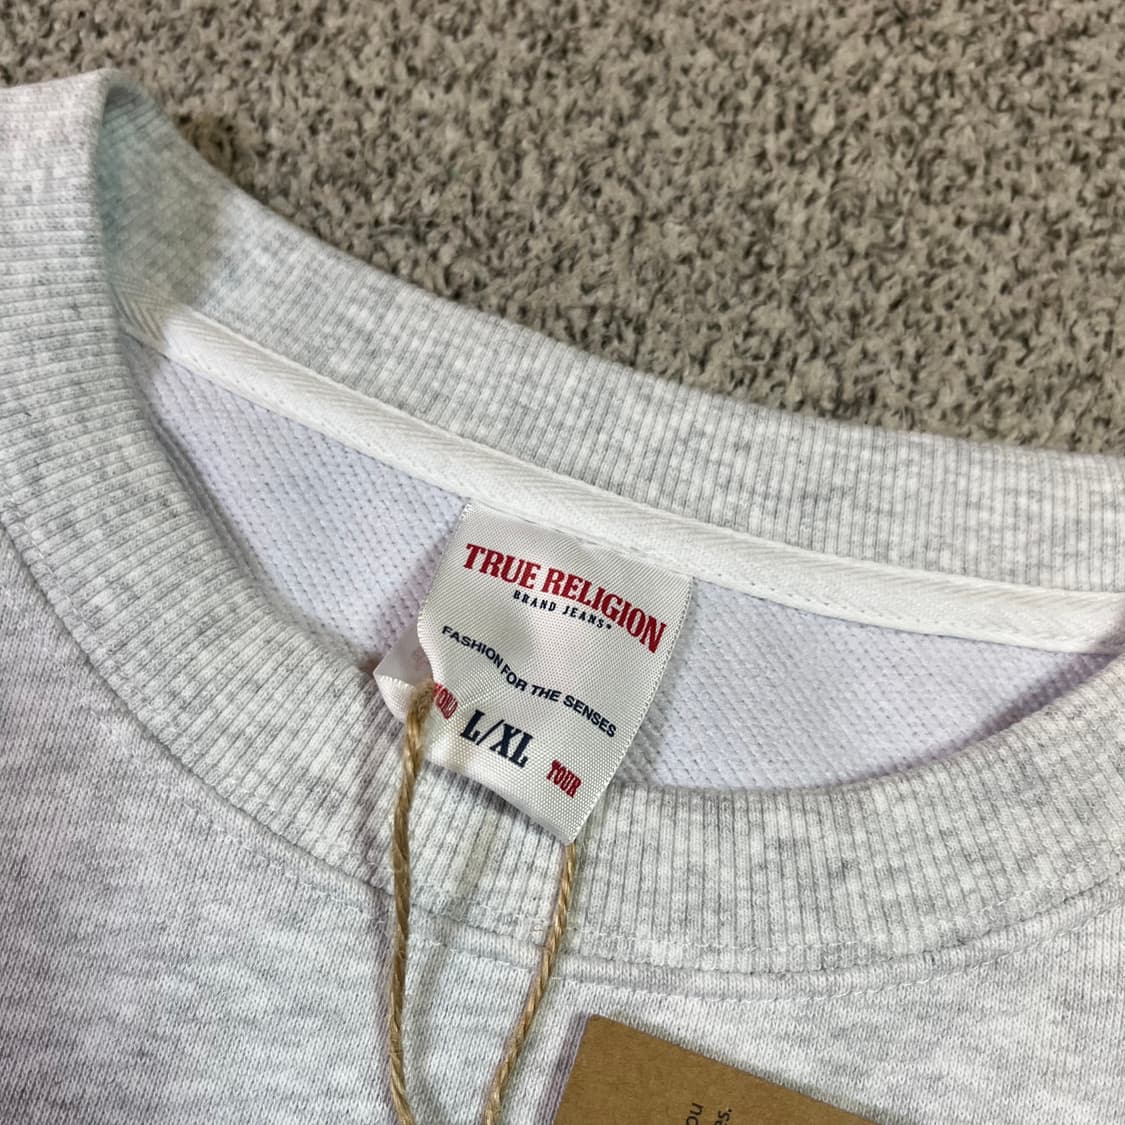 TRUE RELIGION
BRAND JEANS
FASHION FOR THE SENSES
L/XL
TOUR